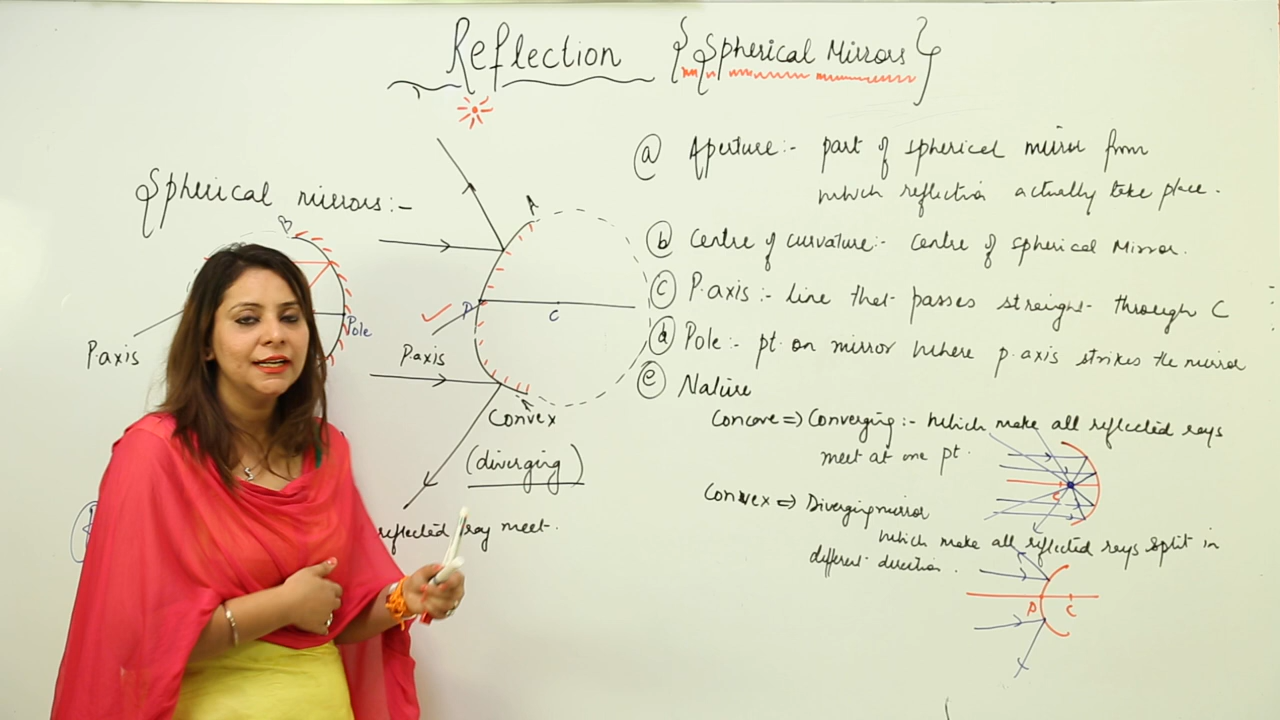 Reflection {Spherical Mirrors}
{Spherical mirrors:-
B
Pole
P.axis
A
P
C
P.axis
A
Convex
(diverging)
reflected ray meet.
(a) Aperture:- part of spherical mirror from
which reflection actually take place.
(b) Centre of curvature:- Centre of spherical Mirror.
(c) P.axis:- Line that passes straight through C
(d) Pole:- pt. on mirror where p.axis strikes the mirror
(e) Nature
Concave => Converging:- which make all reflected rays
meet at one pt.
C
Convex => Diverging mirror
which make all reflected rays split in
different direction.
P C